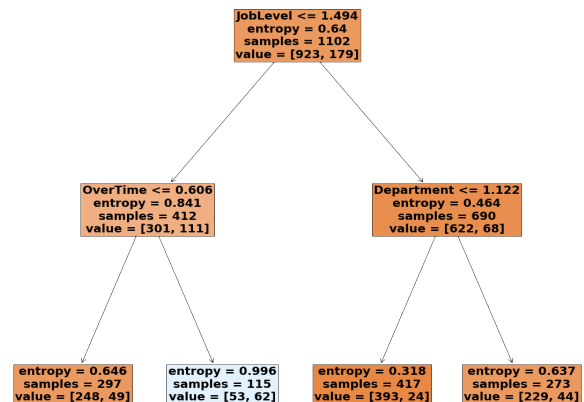 JobLevel <= 1.494
entropy = 0.64
samples = 1102
value = [923, 179]
OverTime <= 0.606
entropy = 0.841
samples = 412
value = [301, 111]
Department <= 1.122
entropy = 0.464
samples = 690
value = [622, 68]
entropy = 0.646
samples = 297
value = [248, 49]
entropy = 0.996
samples = 115
value = [53, 62]
entropy = 0.318
samples = 417
value = [393, 24]
entropy = 0.637
samples = 273
value = [229, 44]